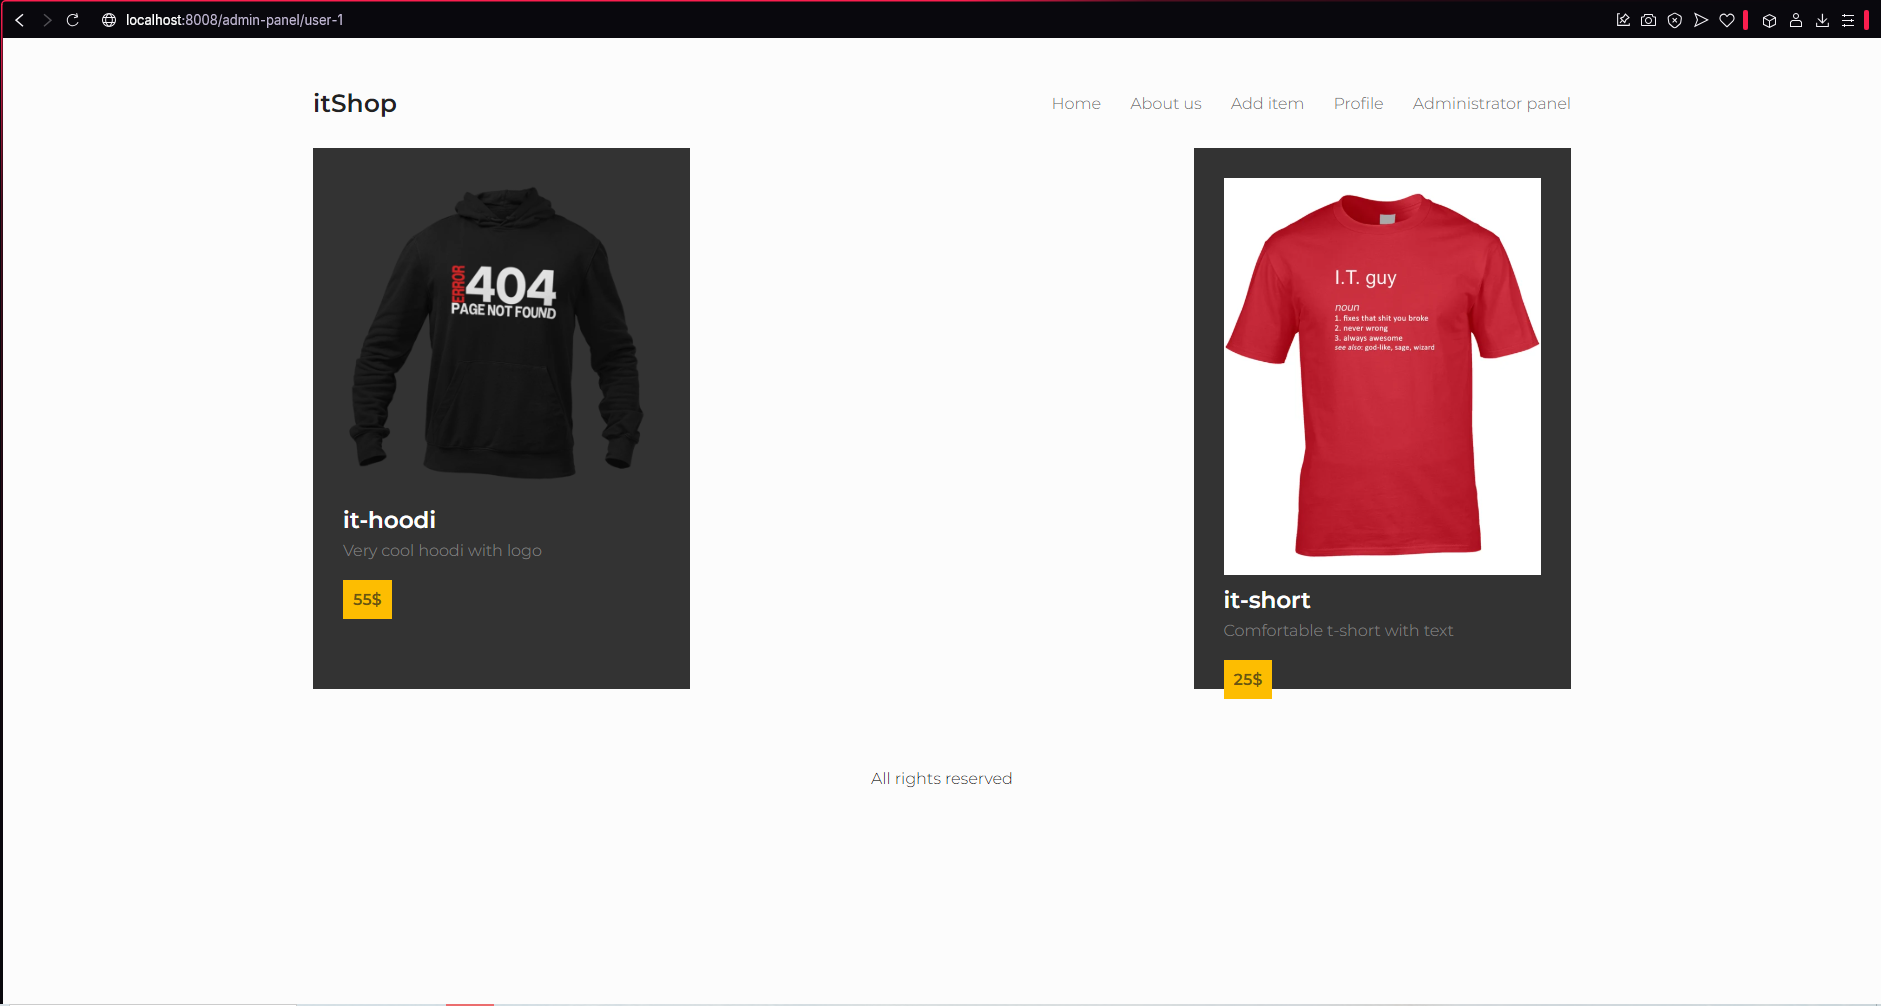 localhost:8008/admin-panel/user-1
itShop
Home About us Add item Profile Administrator panel
ERROR
404
PAGE NOT FOUND
it-hoodi
Very cool hoodi with logo
55$
I.T. guy
noun
1. fixes that shit you broke
2. never wrong
3. always awesome
see also: god-like, sage, wizard
it-short
Comfortable t-short with text
25$
All rights reserved